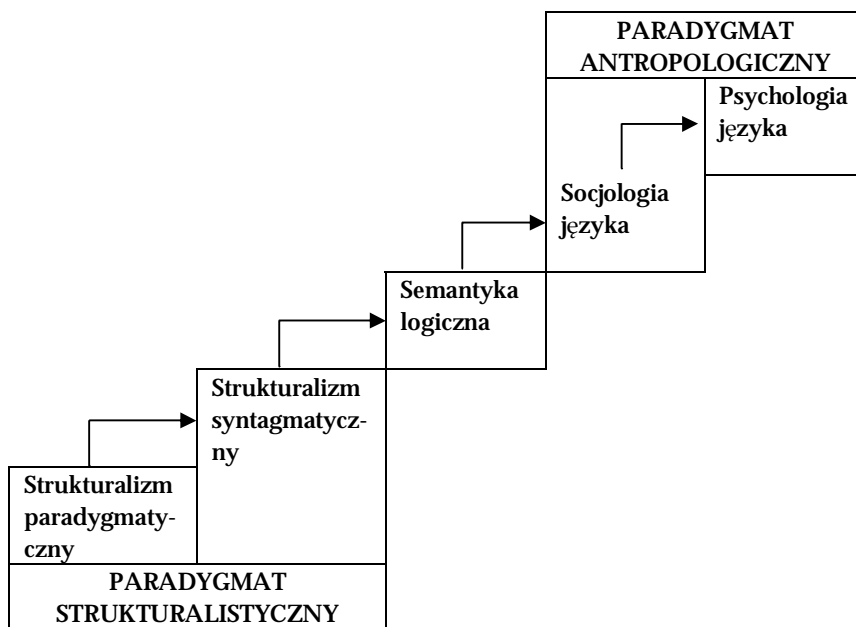 PARADYGMAT
ANTROPOLOGICZNY
Psychologia
języka
Socjologia
języka
Semantyka
logiczna
Strukturalizm
syntagmatycz-
ny
Strukturalizm
paradygmaty-
czny
PARADYGMAT
STRUKTURALISTYCZNY